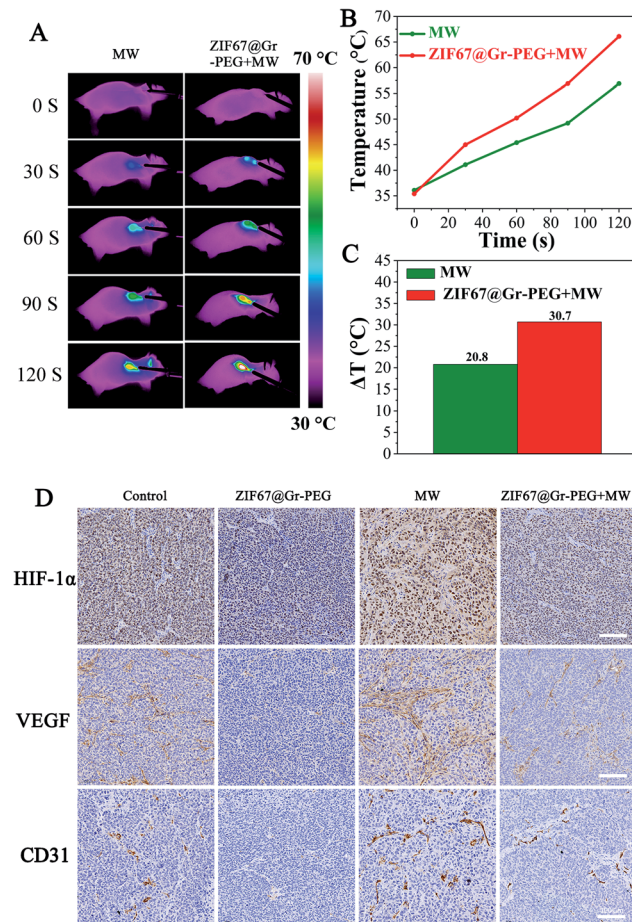 A
MW
ZIF67@Gr
-PEG+MW
70 °C
0 S
30 S
60 S
90 S
120 S
30 °C
B
MW
ZIF67@Gr-PEG+MW
Temperature (°C)
70
65
60
55
50
45
40
35
0 20 40 60 80 100 120
Time (s)
C
MW
ZIF67@Gr-PEG+MW
ΔT (°C)
45
40
35
30
25
20
15
10
5
0
20.8
30.7
D
Control ZIF67@Gr-PEG MW ZIF67@Gr-PEG+MW
HIF-1α
VEGF
CD31